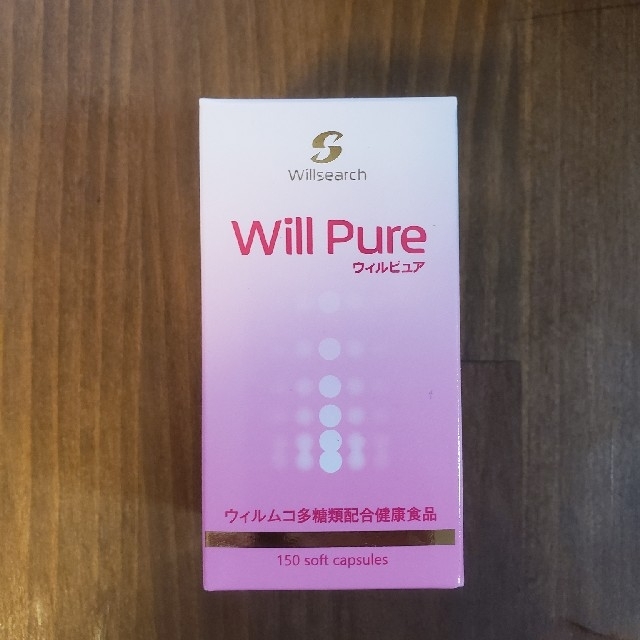 Willsearch
Will Pure
ウィルピュア
ウィルムコ多糖類配合健康食品
150 soft capsules